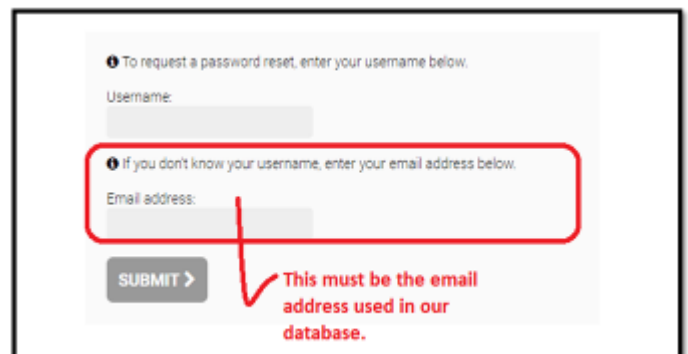 To request a password reset, enter your username below.
Username:
If you don't know your username, enter your email address below.
Email address:
SUBMIT
This must be the email
address used in our
database.